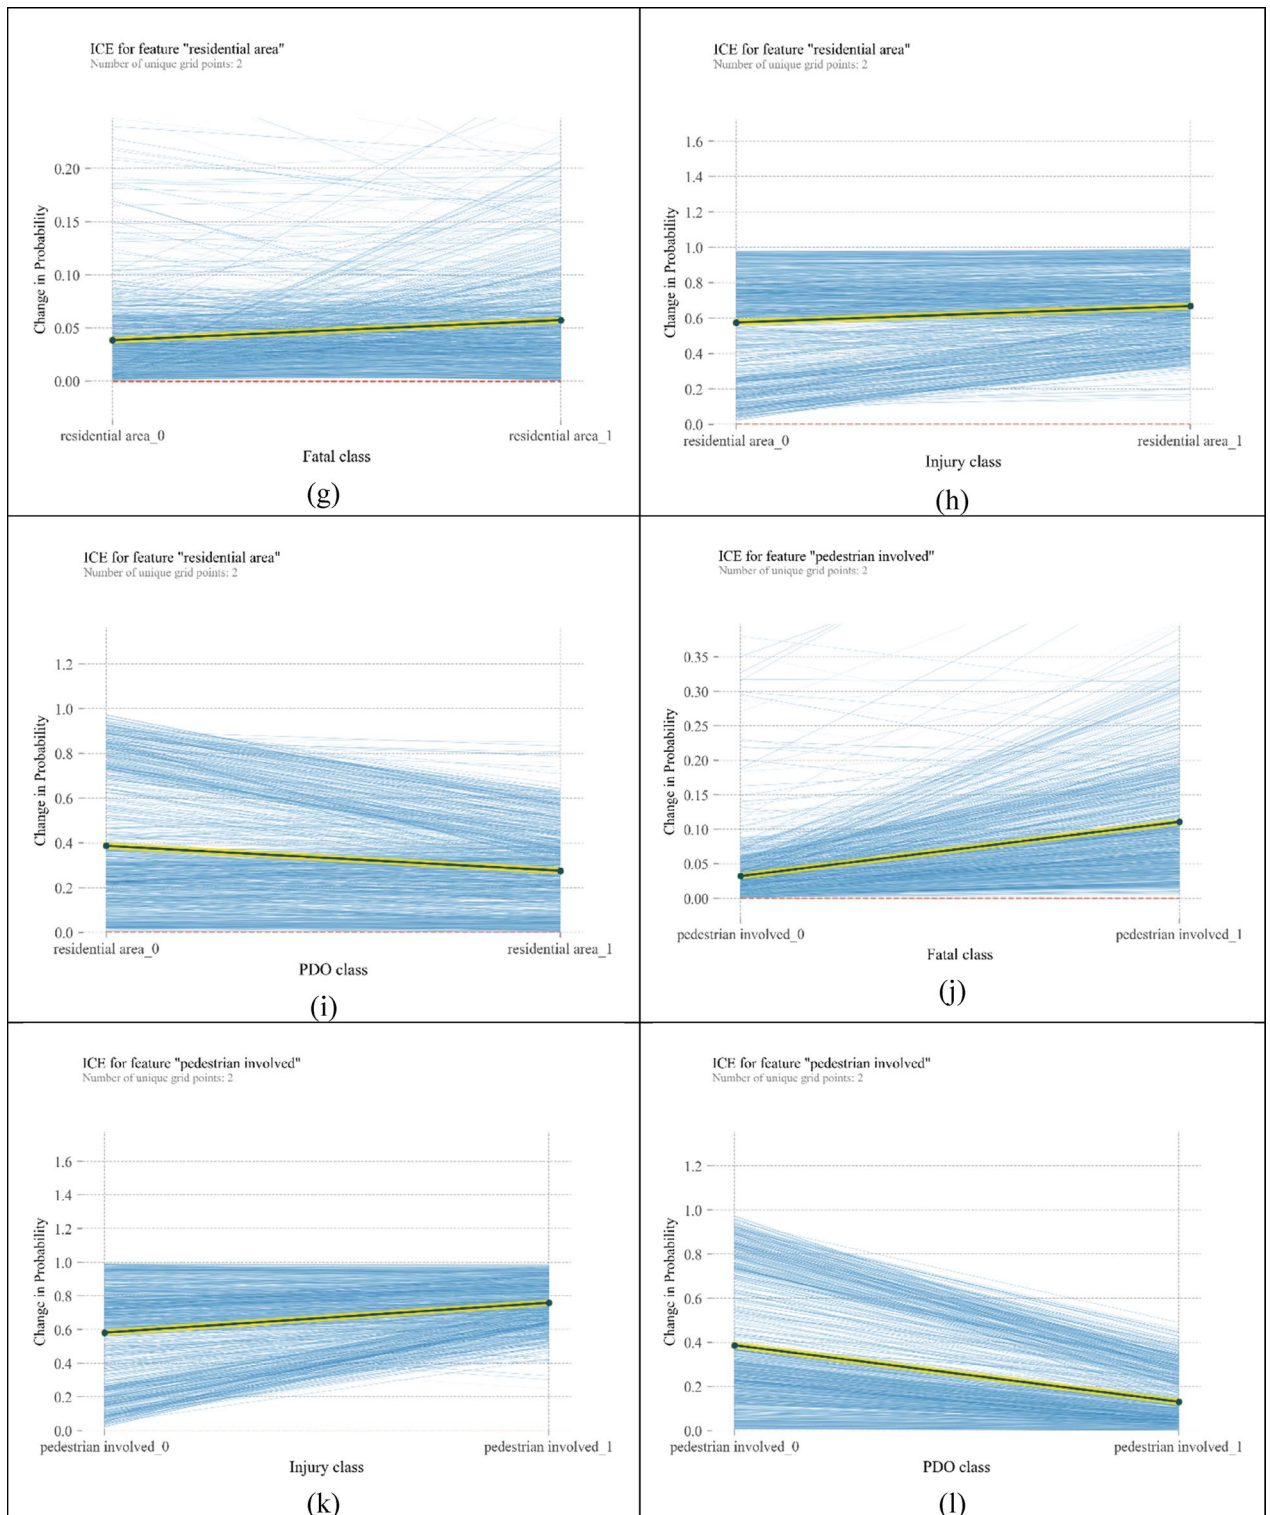 ICE for feature "residential area"
Number of unique grid points: 2
0.20
0.15
0.10
0.05
0.00
Change in Probability
residential area_0
residential area_1
Fatal class
(g)
ICE for feature "residential area"
Number of unique grid points: 2
1.6
1.4
1.2
1.0
0.8
0.6
0.4
0.2
0.0
Change in Probability
residential area_0
residential area_1
Injury class
(h)
ICE for feature "residential area"
Number of unique grid points: 2
1.2
1.0
0.8
0.6
0.4
0.2
0.0
Change in Probability
residential area_0
residential area_1
PDO class
(i)
ICE for feature "pedestrian involved"
Number of unique grid points: 2
0.35
0.30
0.25
0.20
0.15
0.10
0.05
0.00
Change in Probability
pedestrian involved_0
pedestrian involved_1
Fatal class
(j)
ICE for feature "pedestrian involved"
Number of unique grid points: 2
1.6
1.4
1.2
1.0
0.8
0.6
0.4
0.2
0.0
Change in Probability
pedestrian involved_0
pedestrian involved_1
Injury class
(k)
ICE for feature "pedestrian involved"
Number of unique grid points: 2
1.2
1.0
0.8
0.6
0.4
0.2
0.0
Change in Probability
pedestrian involved_0
pedestrian involved_1
PDO class
(l)